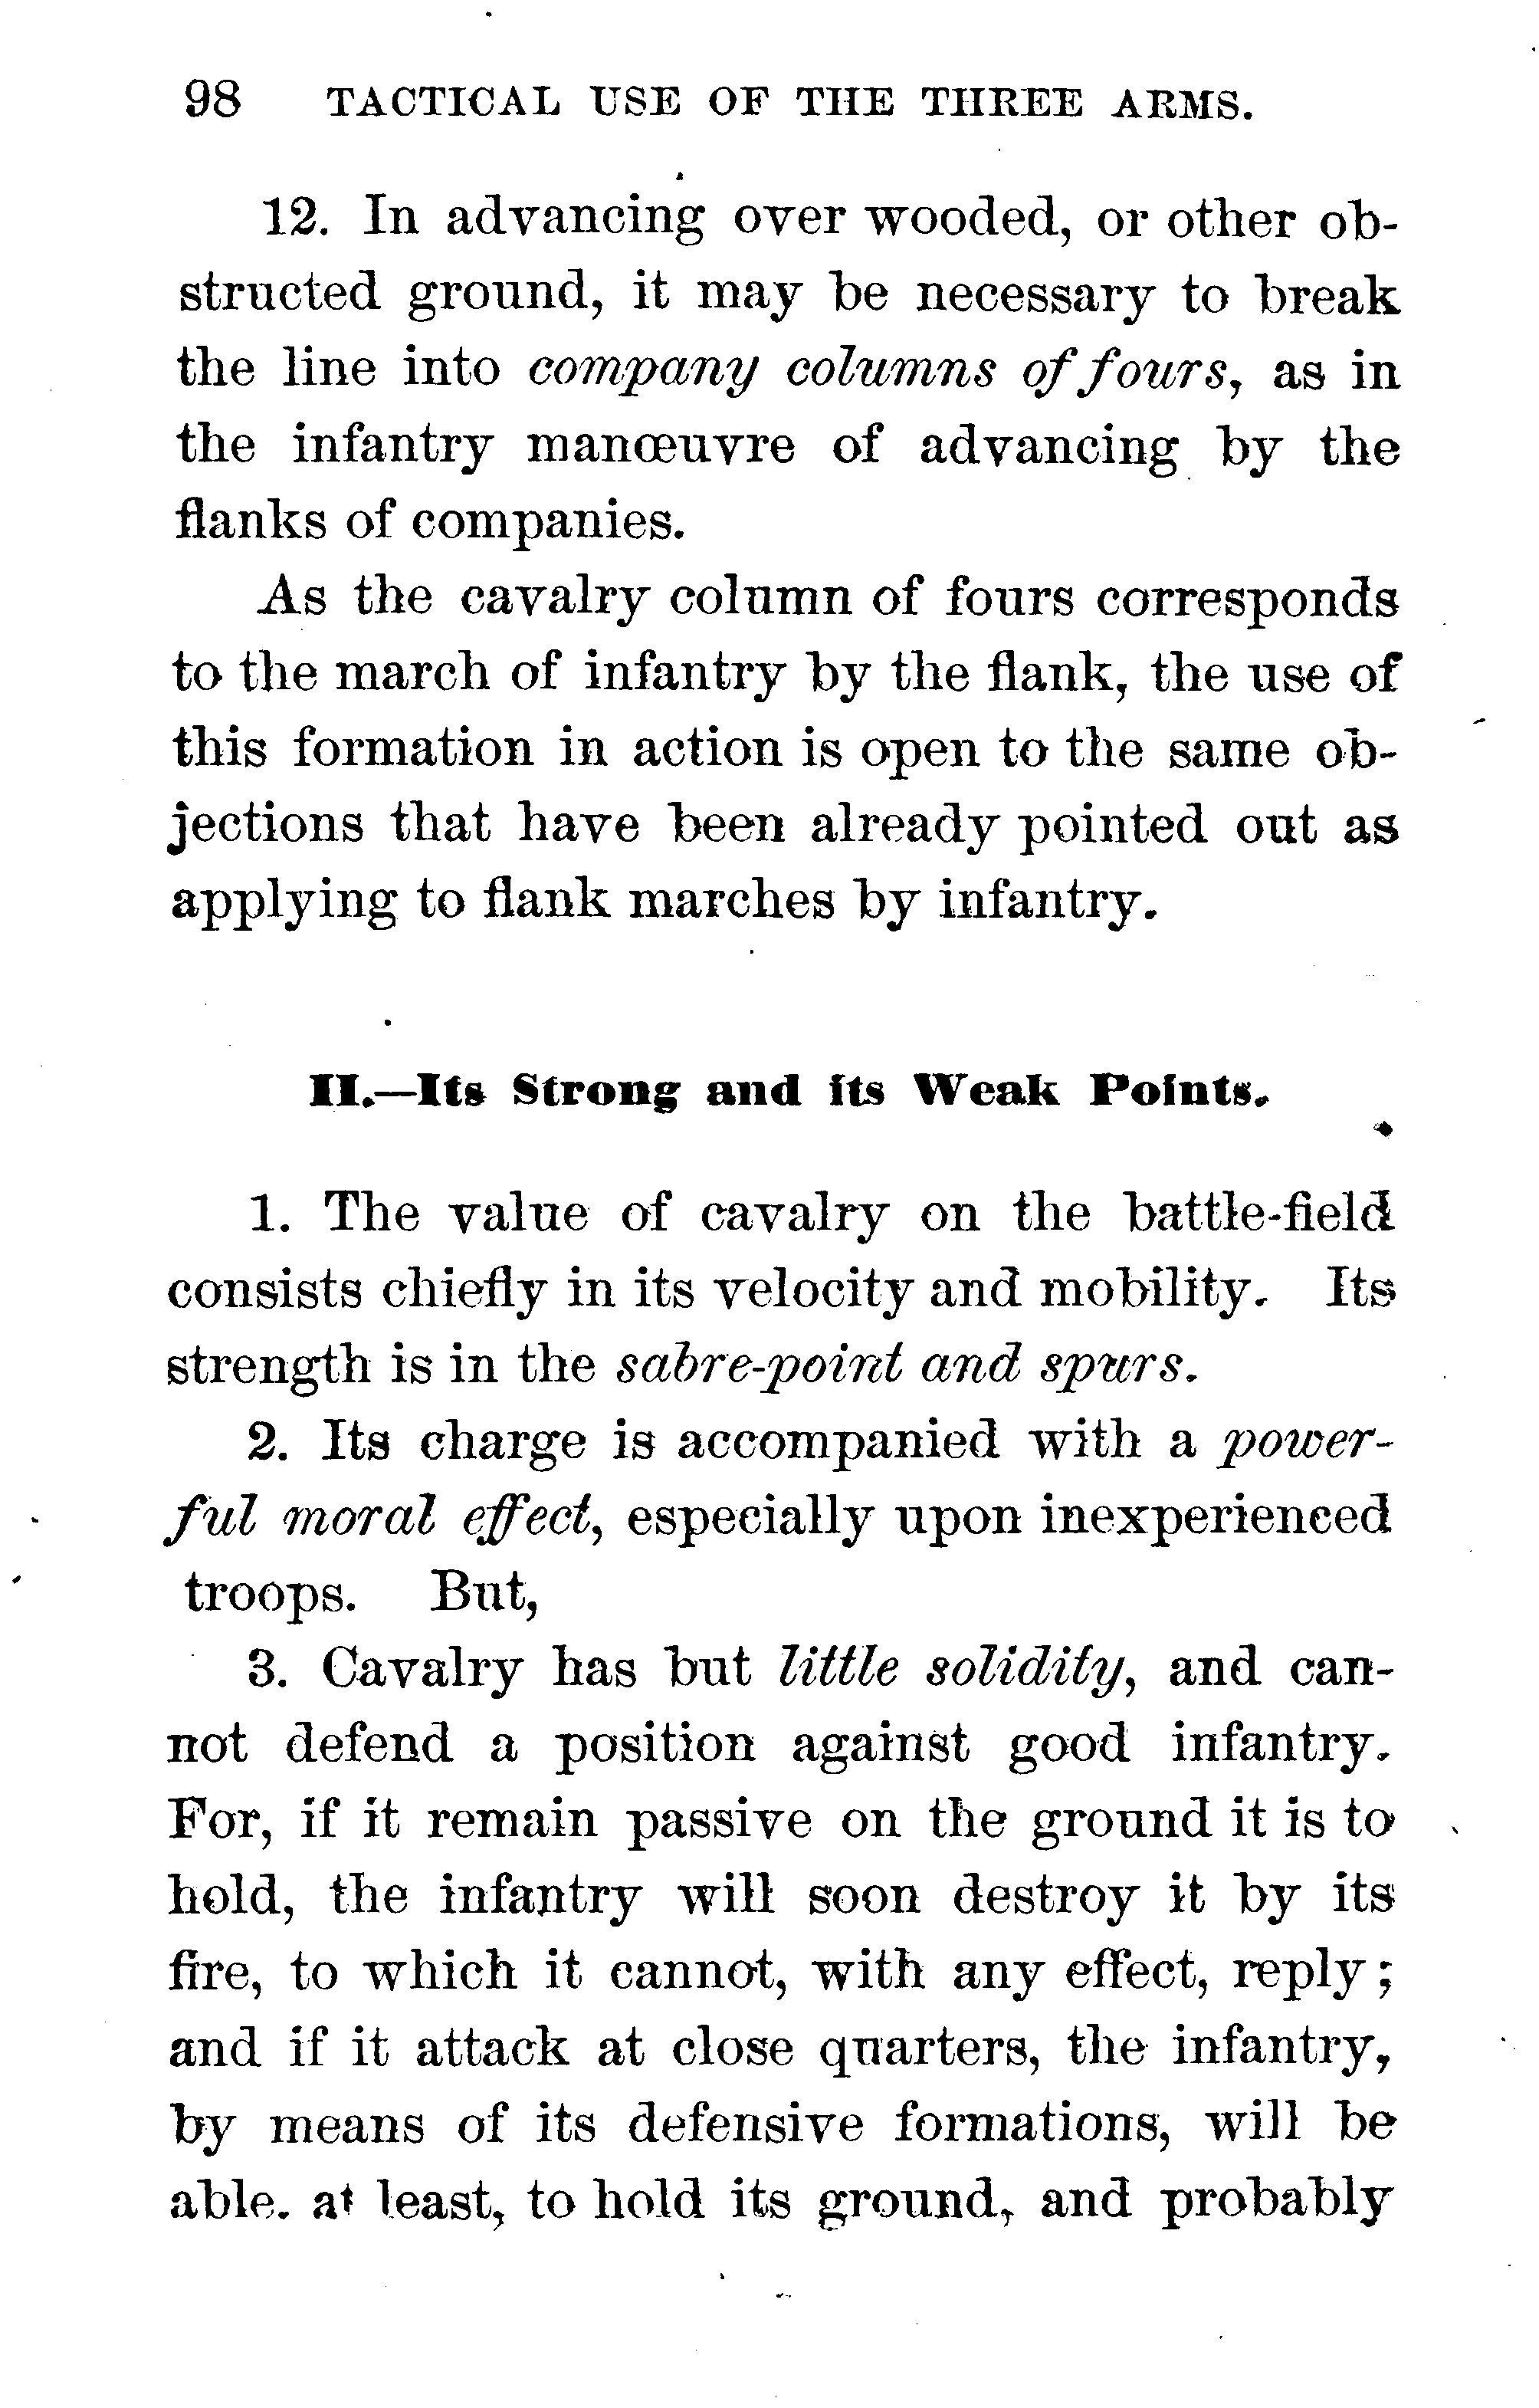 98 TACTICAL USE OF THE THREE ARMS.
12. In advancing over wooded, or other ob-
structed ground, it may be necessary to break
the line into company columns of fours, as in
the infantry manœuvre of advancing by the
flanks of companies.
As the cavalry column of fours corresponds
to the march of infantry by the flank, the use of
this formation in action is open to the same ob-
jections that have been already pointed out as
applying to flank marches by infantry.
II.—Its Strong and its Weak Points.
1. The value of cavalry on the battle-field
consists chiefly in its velocity and mobility. Its
strength is in the sabre-point and spurs.
2. Its charge is accompanied with a power-
ful moral effect, especially upon inexperienced
troops. But,
3. Cavalry has but little solidity, and can-
not defend a position against good infantry.
For, if it remain passive on the ground it is to
hold, the infantry will soon destroy it by its
fire, to which it cannot, with any effect, reply;
and if it attack at close quarters, the infantry,
by means of its defensive formations, will be
able. at least, to hold its ground, and probably